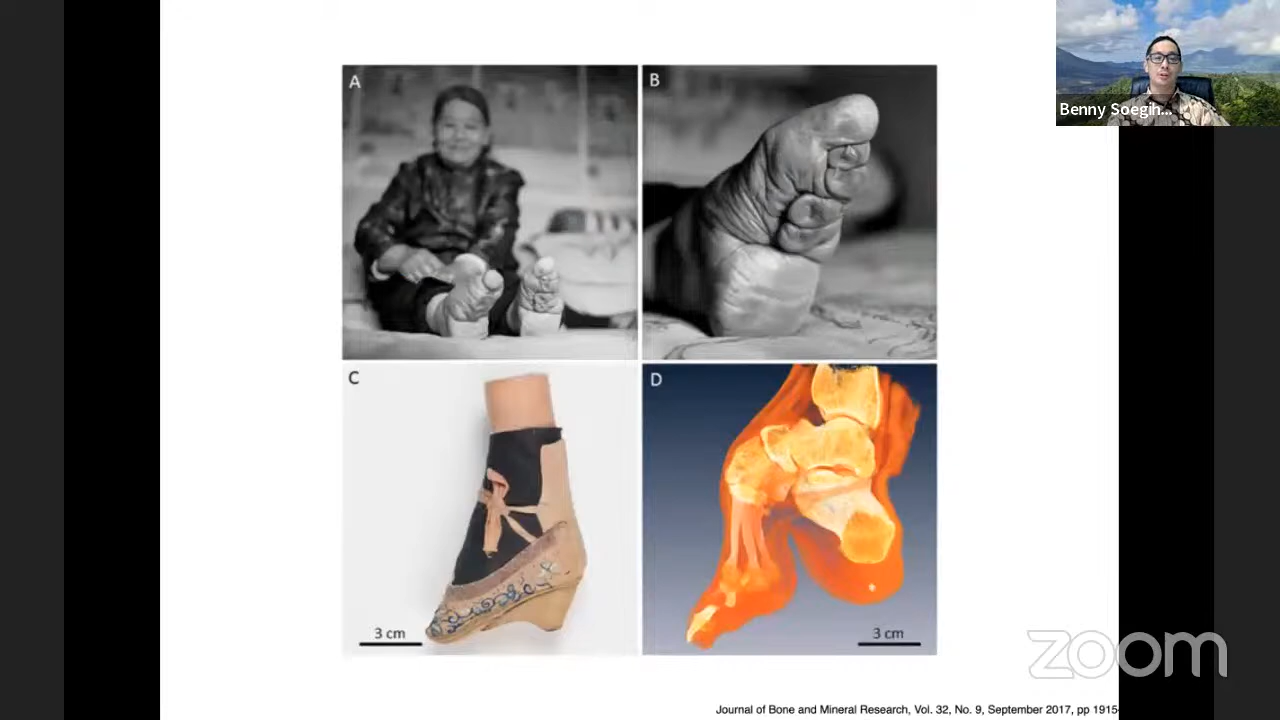 Benny Soegih...
A
B
C
D
3 cm
3 cm
zoom
Journal of Bone and Mineral Research, Vol. 32, No. 9, September 2017, pp 1915-